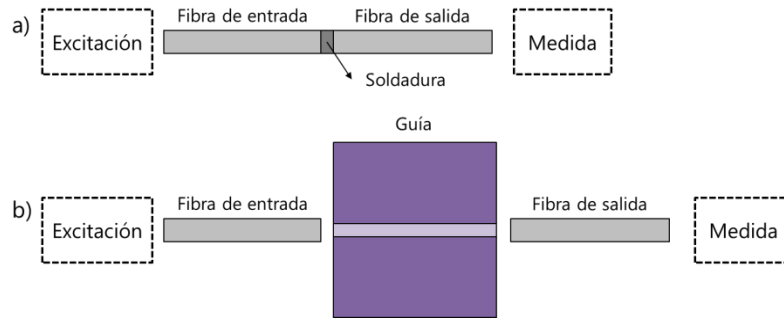 a)
Excitación
Fibra de entrada
Fibra de salida
Medida
Soldadura
Guía
b)
Excitación
Fibra de entrada
Fibra de salida
Medida